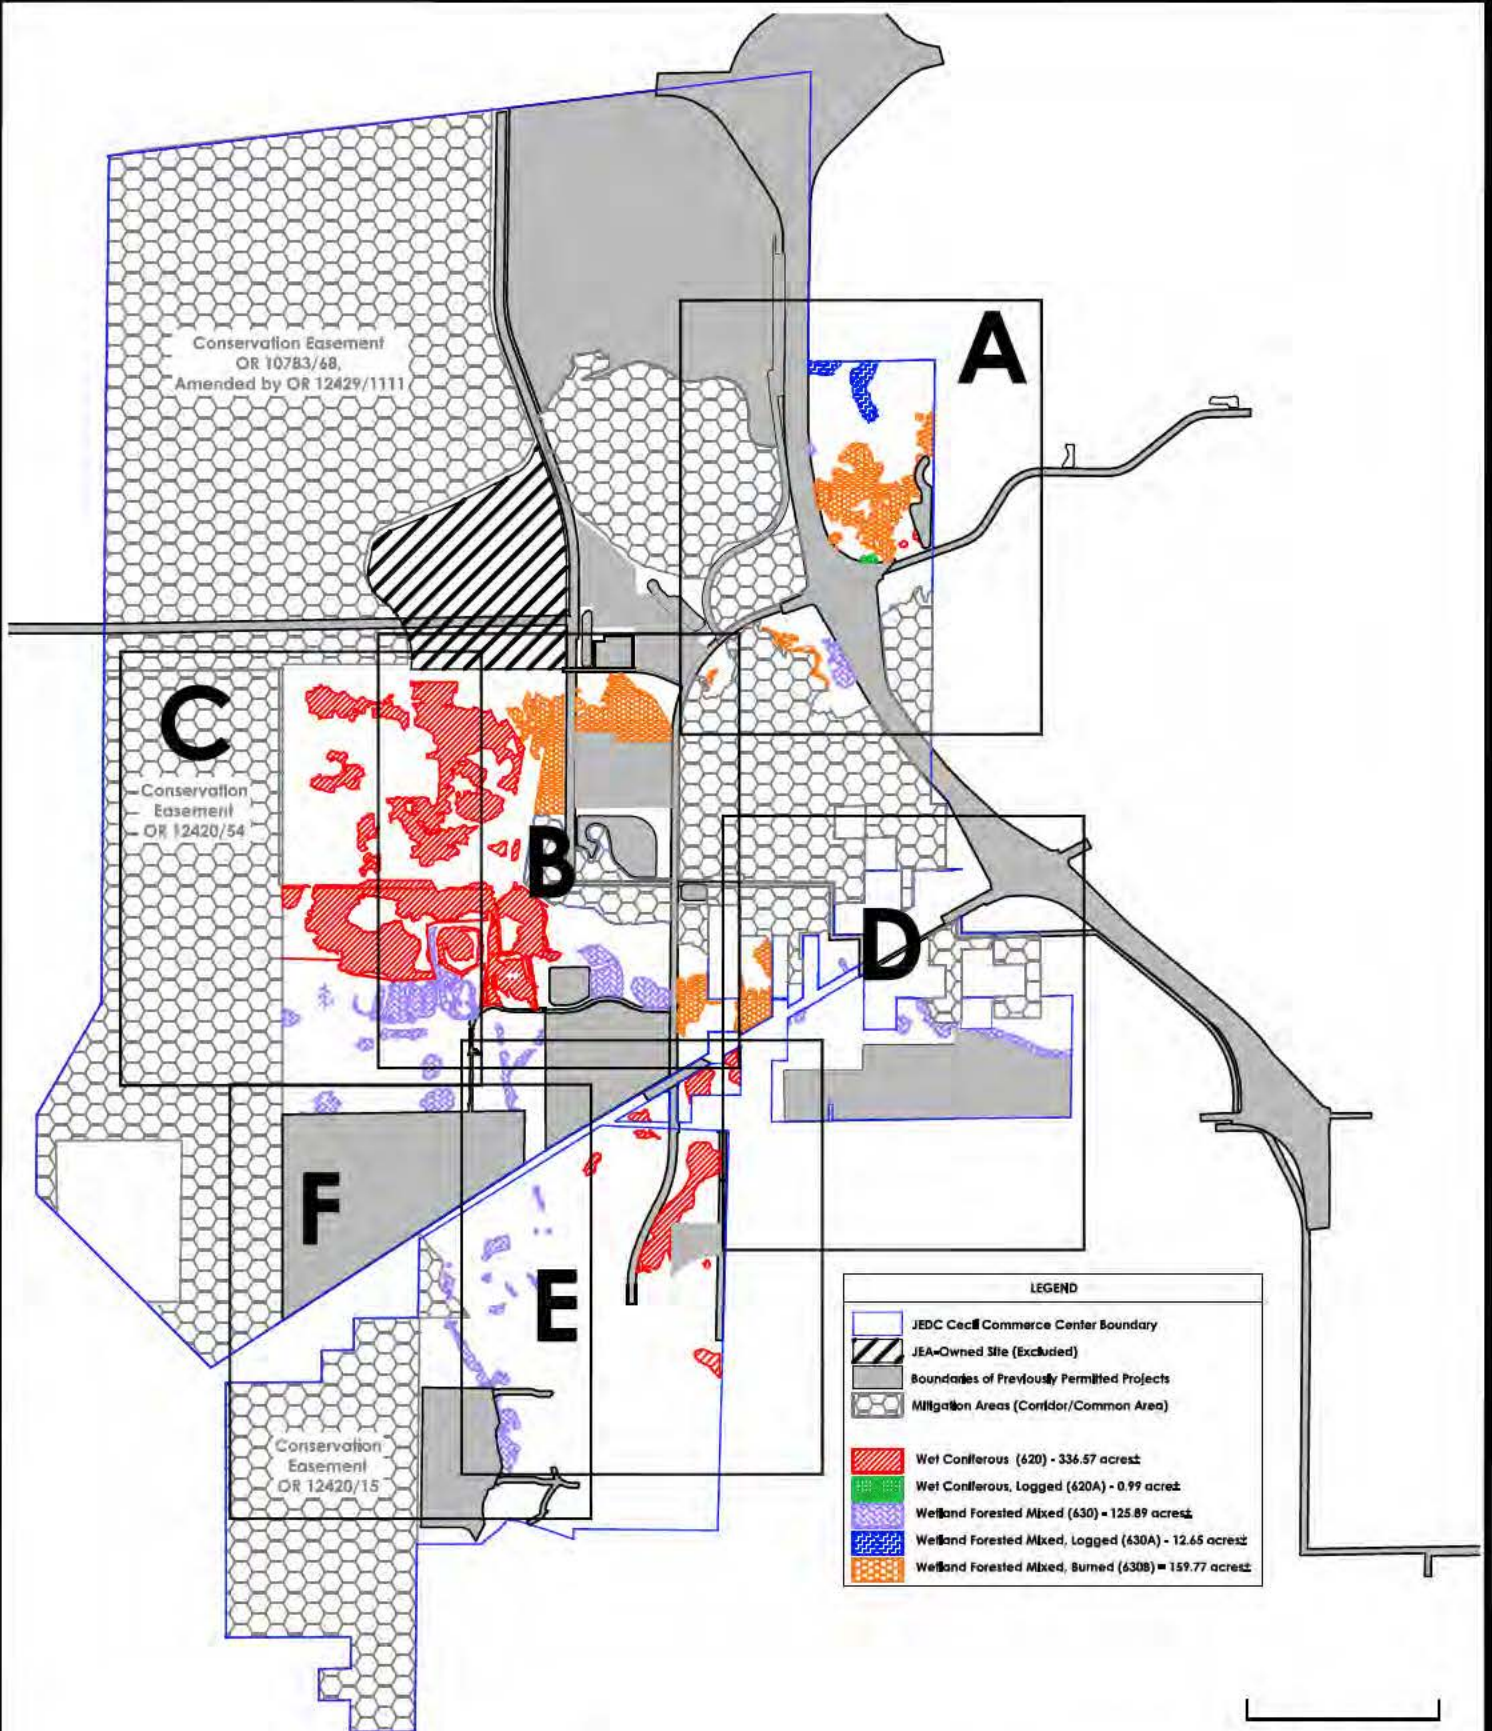 A
Conservation Easement
OR 10783/68,
Amended by OR 12429/1111
C
Conservation
Easement
OR 12420/54
B
D
F
E
Conservation
Easement
OR 12420/15
LEGEND
JEDC Cecil Commerce Center Boundary
JEA-Owned Site (Excluded)
Boundaries of Previously Permitted Projects
Mitigation Areas (Corridor/Common Area)
Wet Coniferous (620) - 336.57 acres±
Wet Coniferous, Logged (620A) - 0.99 acre±
Wetland Forested Mixed (630) - 125.89 acres±
Wetland Forested Mixed, Logged (630A) - 12.65 acres±
Wetland Forested Mixed, Burned (630B) - 159.77 acres±